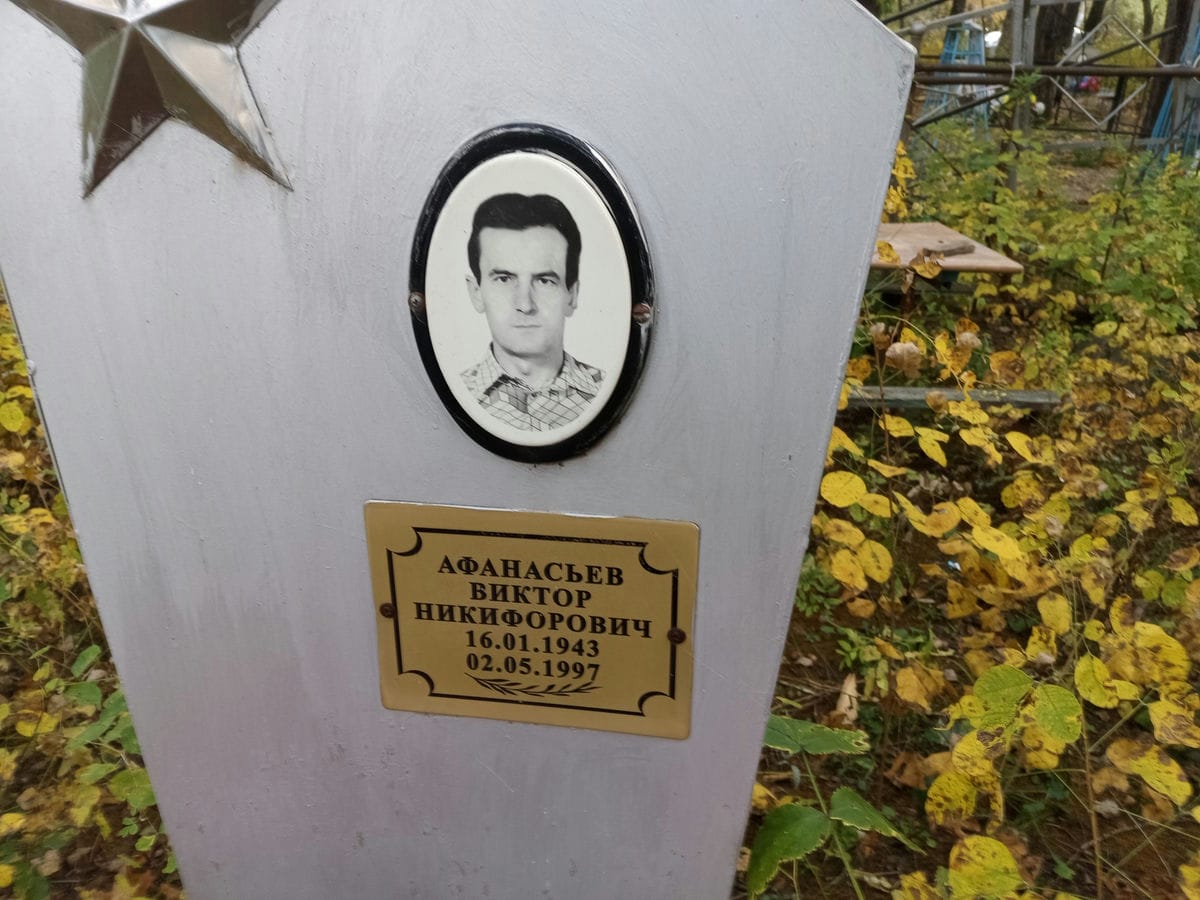 АФАНАСЬЕВ
ВИКТОР
НИКИФОРОВИЧ
16.01.1943
02.05.1997